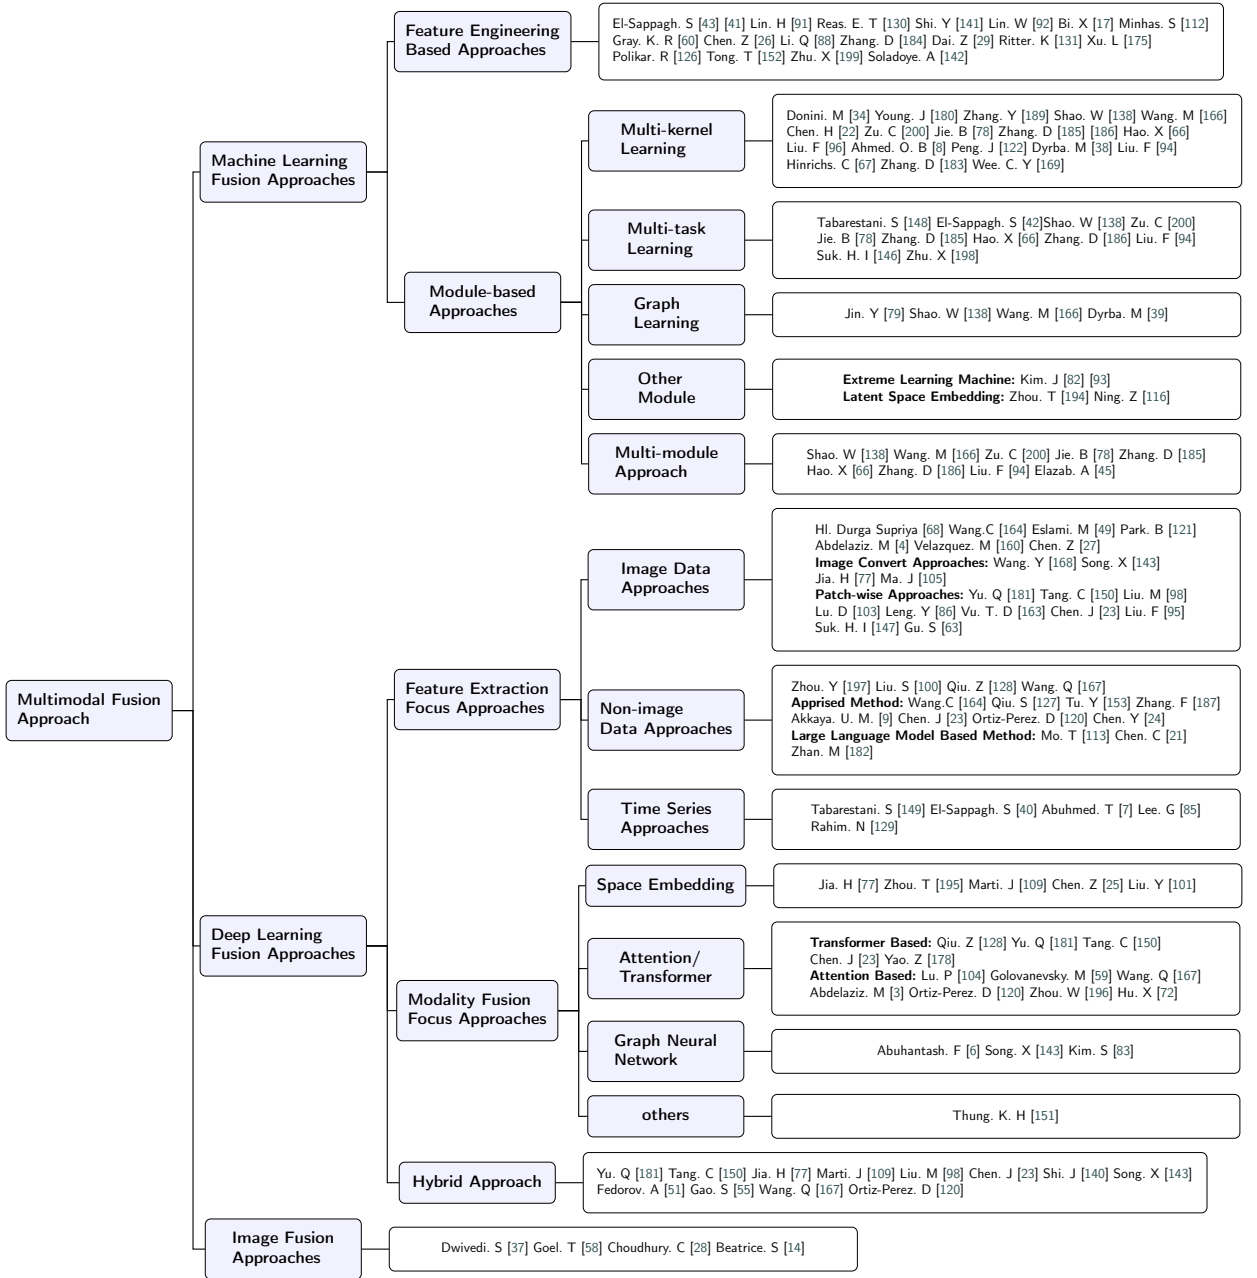 Feature Engineering
Based Approaches
El-Sappagh. S [43] [41] Lin. H [91] Reas. E. T [130] Shi. Y [141] Lin. W [92] Bi. X [17] Minhas. S [112]
Gray. K. R [60] Chen. Z [26] Li. Q [88] Zhang. D [184] Dai. Z [29] Ritter. K [131] Xu. L [175]
Polikar. R [126] Tong. T [152] Zhu. X [199] Soladoye. A [142]
Machine Learning
Fusion Approaches
Multi-kernel
Learning
Donini. M [34] Young. J [180] Zhang. Y [189] Shao. W [138] Wang. M [166]
Chen. H [22] Zu. C [200] Jie. B [78] Zhang. D [185] [186] Hao. X [66]
Liu. F [96] Ahmed. O. B [8] Peng. J [122] Dyrba. M [38] Liu. F [94]
Hinrichs. C [67] Zhang. D [183] Wee. C. Y [169]
Multi-task
Learning
Tabarestani. S [148] El-Sappagh. S [42]Shao. W [138] Zu. C [200]
Jie. B [78] Zhang. D [185] Hao. X [66] Zhang. D [186] Liu. F [94]
Suk. H. I [146] Zhu. X [198]
Module-based
Approaches
Graph
Learning
Jin. Y [79] Shao. W [138] Wang. M [166] Dyrba. M [39]
Other
Module
Extreme Learning Machine: Kim. J [82] [93]
Latent Space Embedding: Zhou. T [194] Ning. Z [116]
Multi-module
Approach
Shao. W [138] Wang. M [166] Zu. C [200] Jie. B [78] Zhang. D [185]
Hao. X [66] Zhang. D [186] Liu. F [94] Elazab. A [45]
Image Data
Approaches
Hl. Durga Supriya [68] Wang.C [164] Eslami. M [49] Park. B [121]
Abdelaziz. M [4] Velazquez. M [160] Chen. Z [27]
Image Convert Approaches: Wang. Y [168] Song. X [143]
Jia. H [77] Ma. J [105]
Patch-wise Approaches: Yu. Q [181] Tang. C [150] Liu. M [98]
Lu. D [103] Leng. Y [86] Vu. T. D [163] Chen. J [23] Liu. F [95]
Suk. H. I [147] Gu. S [63]
Multimodal Fusion
Approach
Feature Extraction
Focus Approaches
Non-image
Data Approaches
Zhou. Y [197] Liu. S [100] Qiu. Z [128] Wang. Q [167]
Apprised Method: Wang.C [164] Qiu. S [127] Tu. Y [153] Zhang. F [187]
Akkaya. U. M. [9] Chen. J [23] Ortiz-Perez. D [120] Chen. Y [24]
Large Language Model Based Method: Mo. T [113] Chen. C [21]
Zhan. M [182]
Time Series
Approaches
Tabarestani. S [149] El-Sappagh. S [40] Abuhmed. T [7] Lee. G [85]
Rahim. N [129]
Space Embedding
Jia. H [77] Zhou. T [195] Marti. J [109] Chen. Z [25] Liu. Y [101]
Deep Learning
Fusion Approaches
Attention/
Transformer
Transformer Based: Qiu. Z [128] Yu. Q [181] Tang. C [150]
Chen. J [23] Yao. Z [178]
Attention Based: Lu. P [104] Golovanevsky. M [59] Wang. Q [167]
Abdelaziz. M [3] Ortiz-Perez. D [120] Zhou. W [196] Hu. X [72]
Modality Fusion
Focus Approaches
Graph Neural
Network
Abuhantash. F [6] Song. X [143] Kim. S [83]
others
Thung. K. H [151]
Hybrid Approach
Yu. Q [181] Tang. C [150] Jia. H [77] Marti. J [109] Liu. M [98] Chen. J [23] Shi. J [140] Song. X [143]
Fedorov. A [51] Gao. S [55] Wang. Q [167] Ortiz-Perez. D [120]
Image Fusion
Approaches
Dwivedi. S [37] Goel. T [58] Choudhury. C [28] Beatrice. S [14]